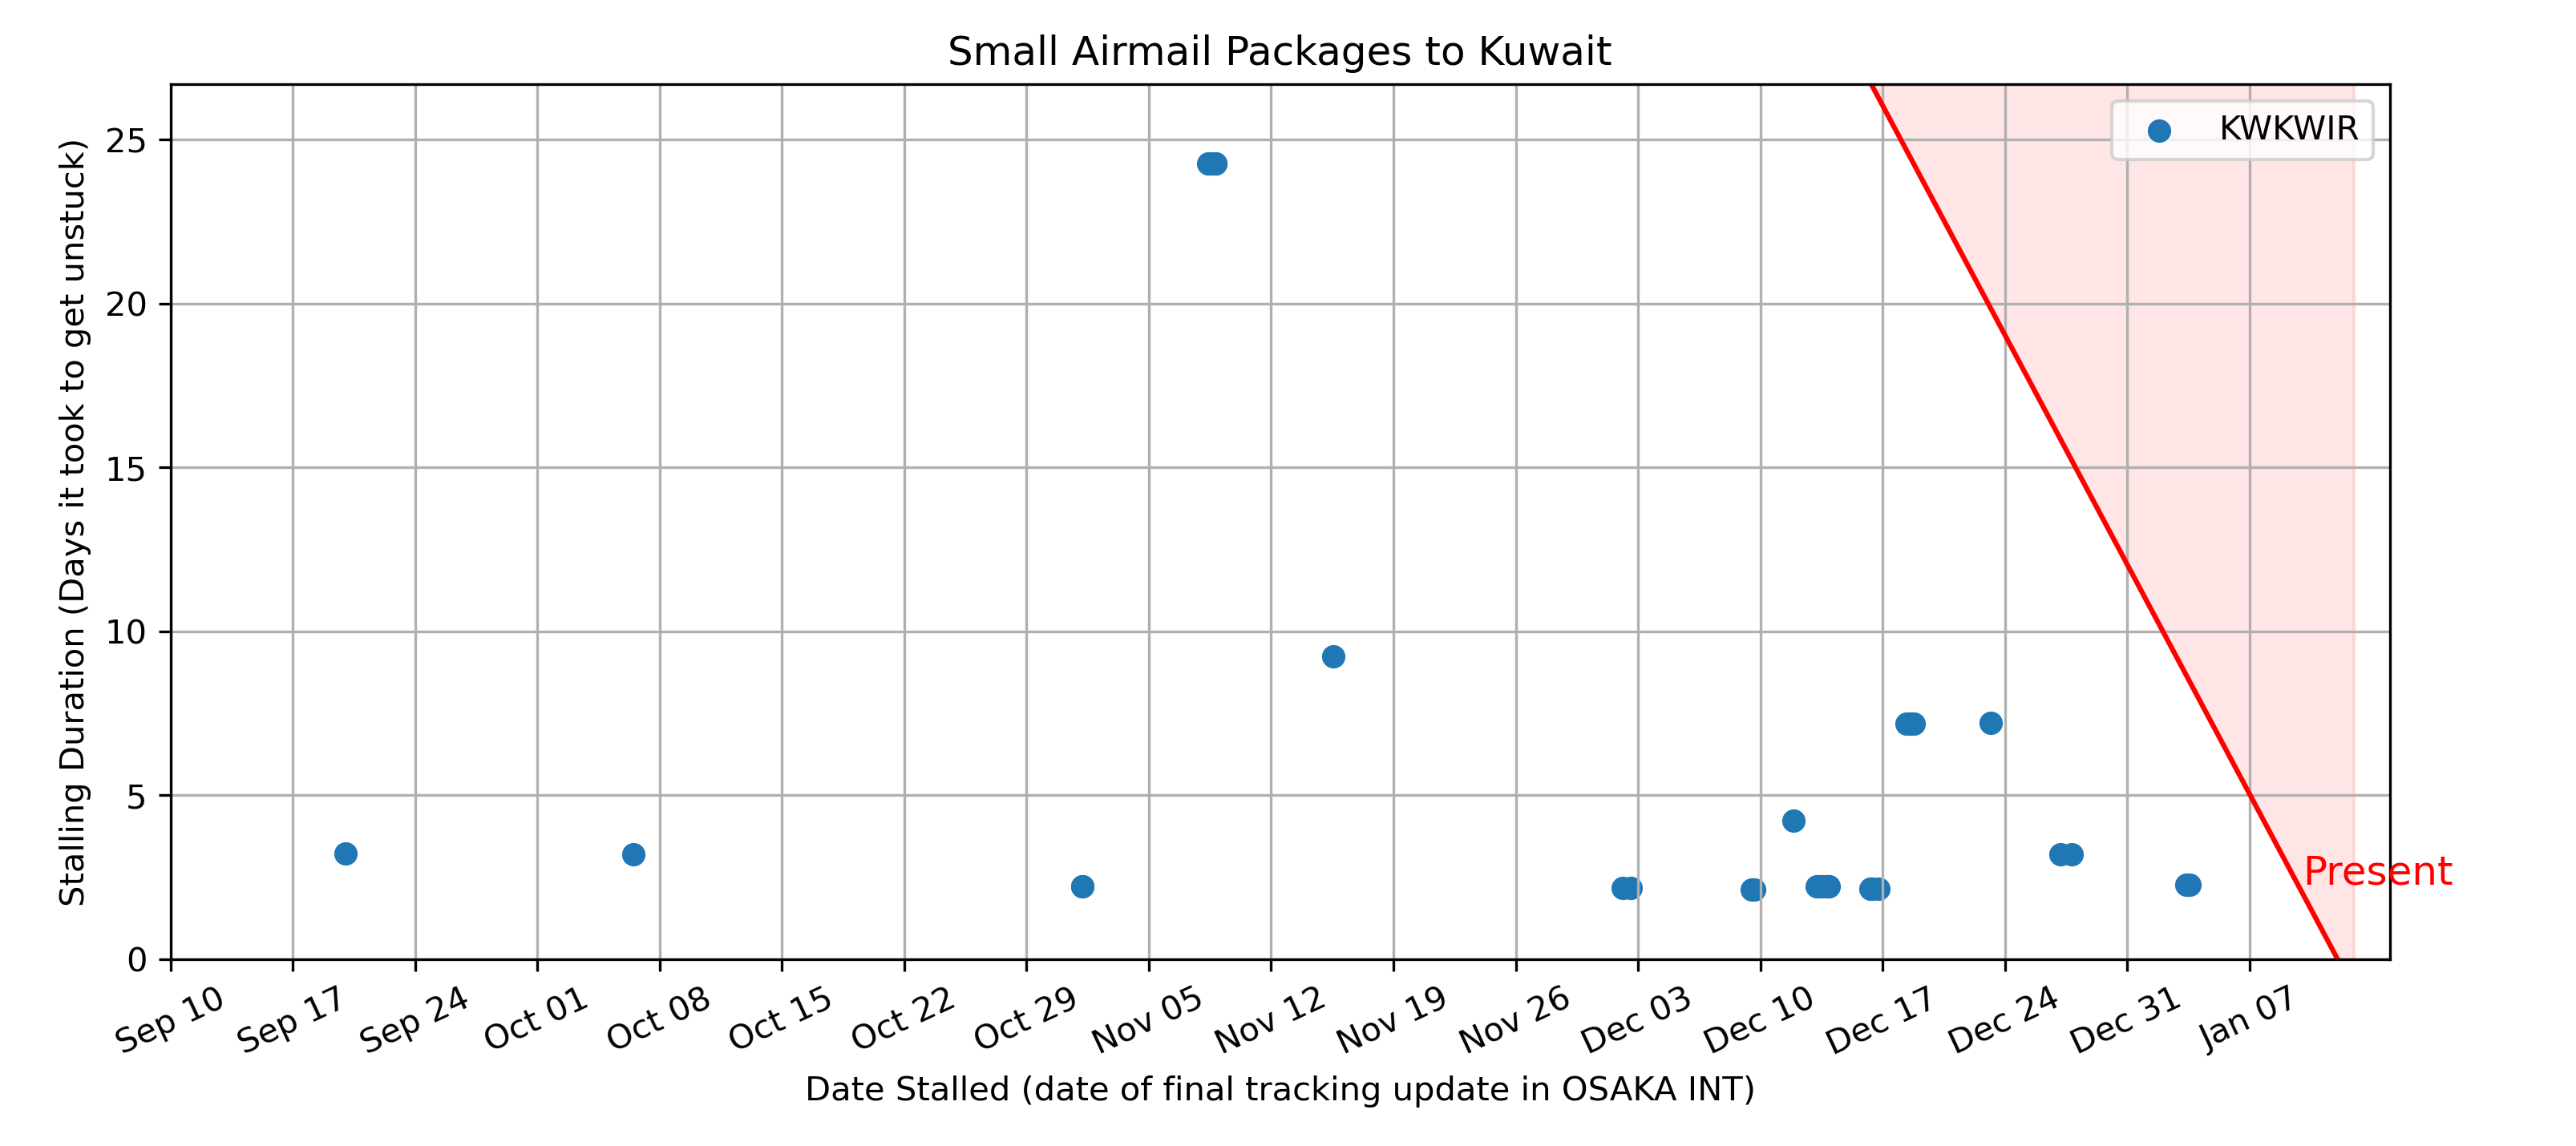 Small Airmail Packages to Kuwait
KWKWIR
Stalling Duration (Days it took to get unstuck)
25
20
15
10
5
0
Present
Sep 10
Sep 17
Sep 24
Oct 01
Oct 08
Oct 15
Oct 22
Oct 29
Nov 05
Nov 12
Nov 19
Nov 26
Dec 03
Dec 10
Dec 17
Dec 24
Dec 31
Jan 07
Date Stalled (date of final tracking update in OSAKA INT)